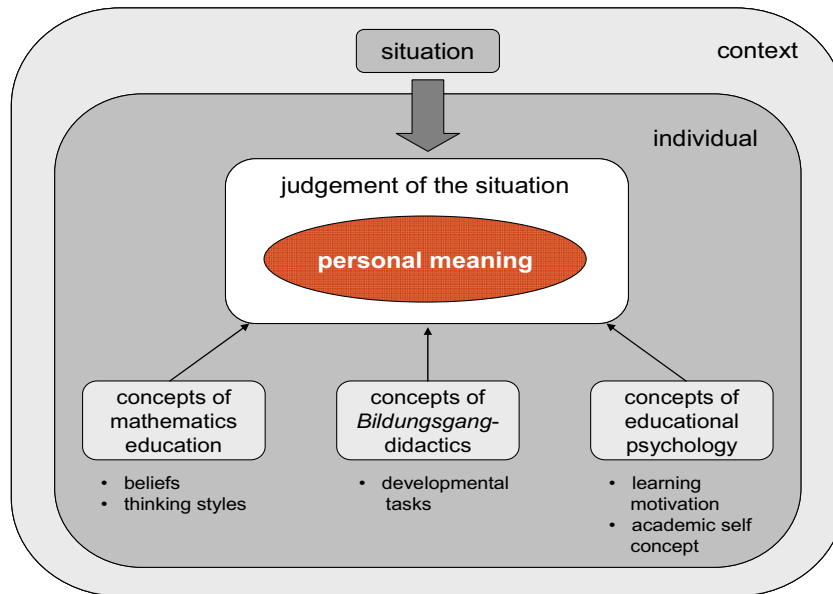 situation
context
individual
judgement of the situation
personal meaning
concepts of
mathematics
education
• beliefs
• thinking styles
concepts of
Bildungsgang-
didactics
• developmental
tasks
concepts of
educational
psychology
• learning
motivation
• academic self
concept